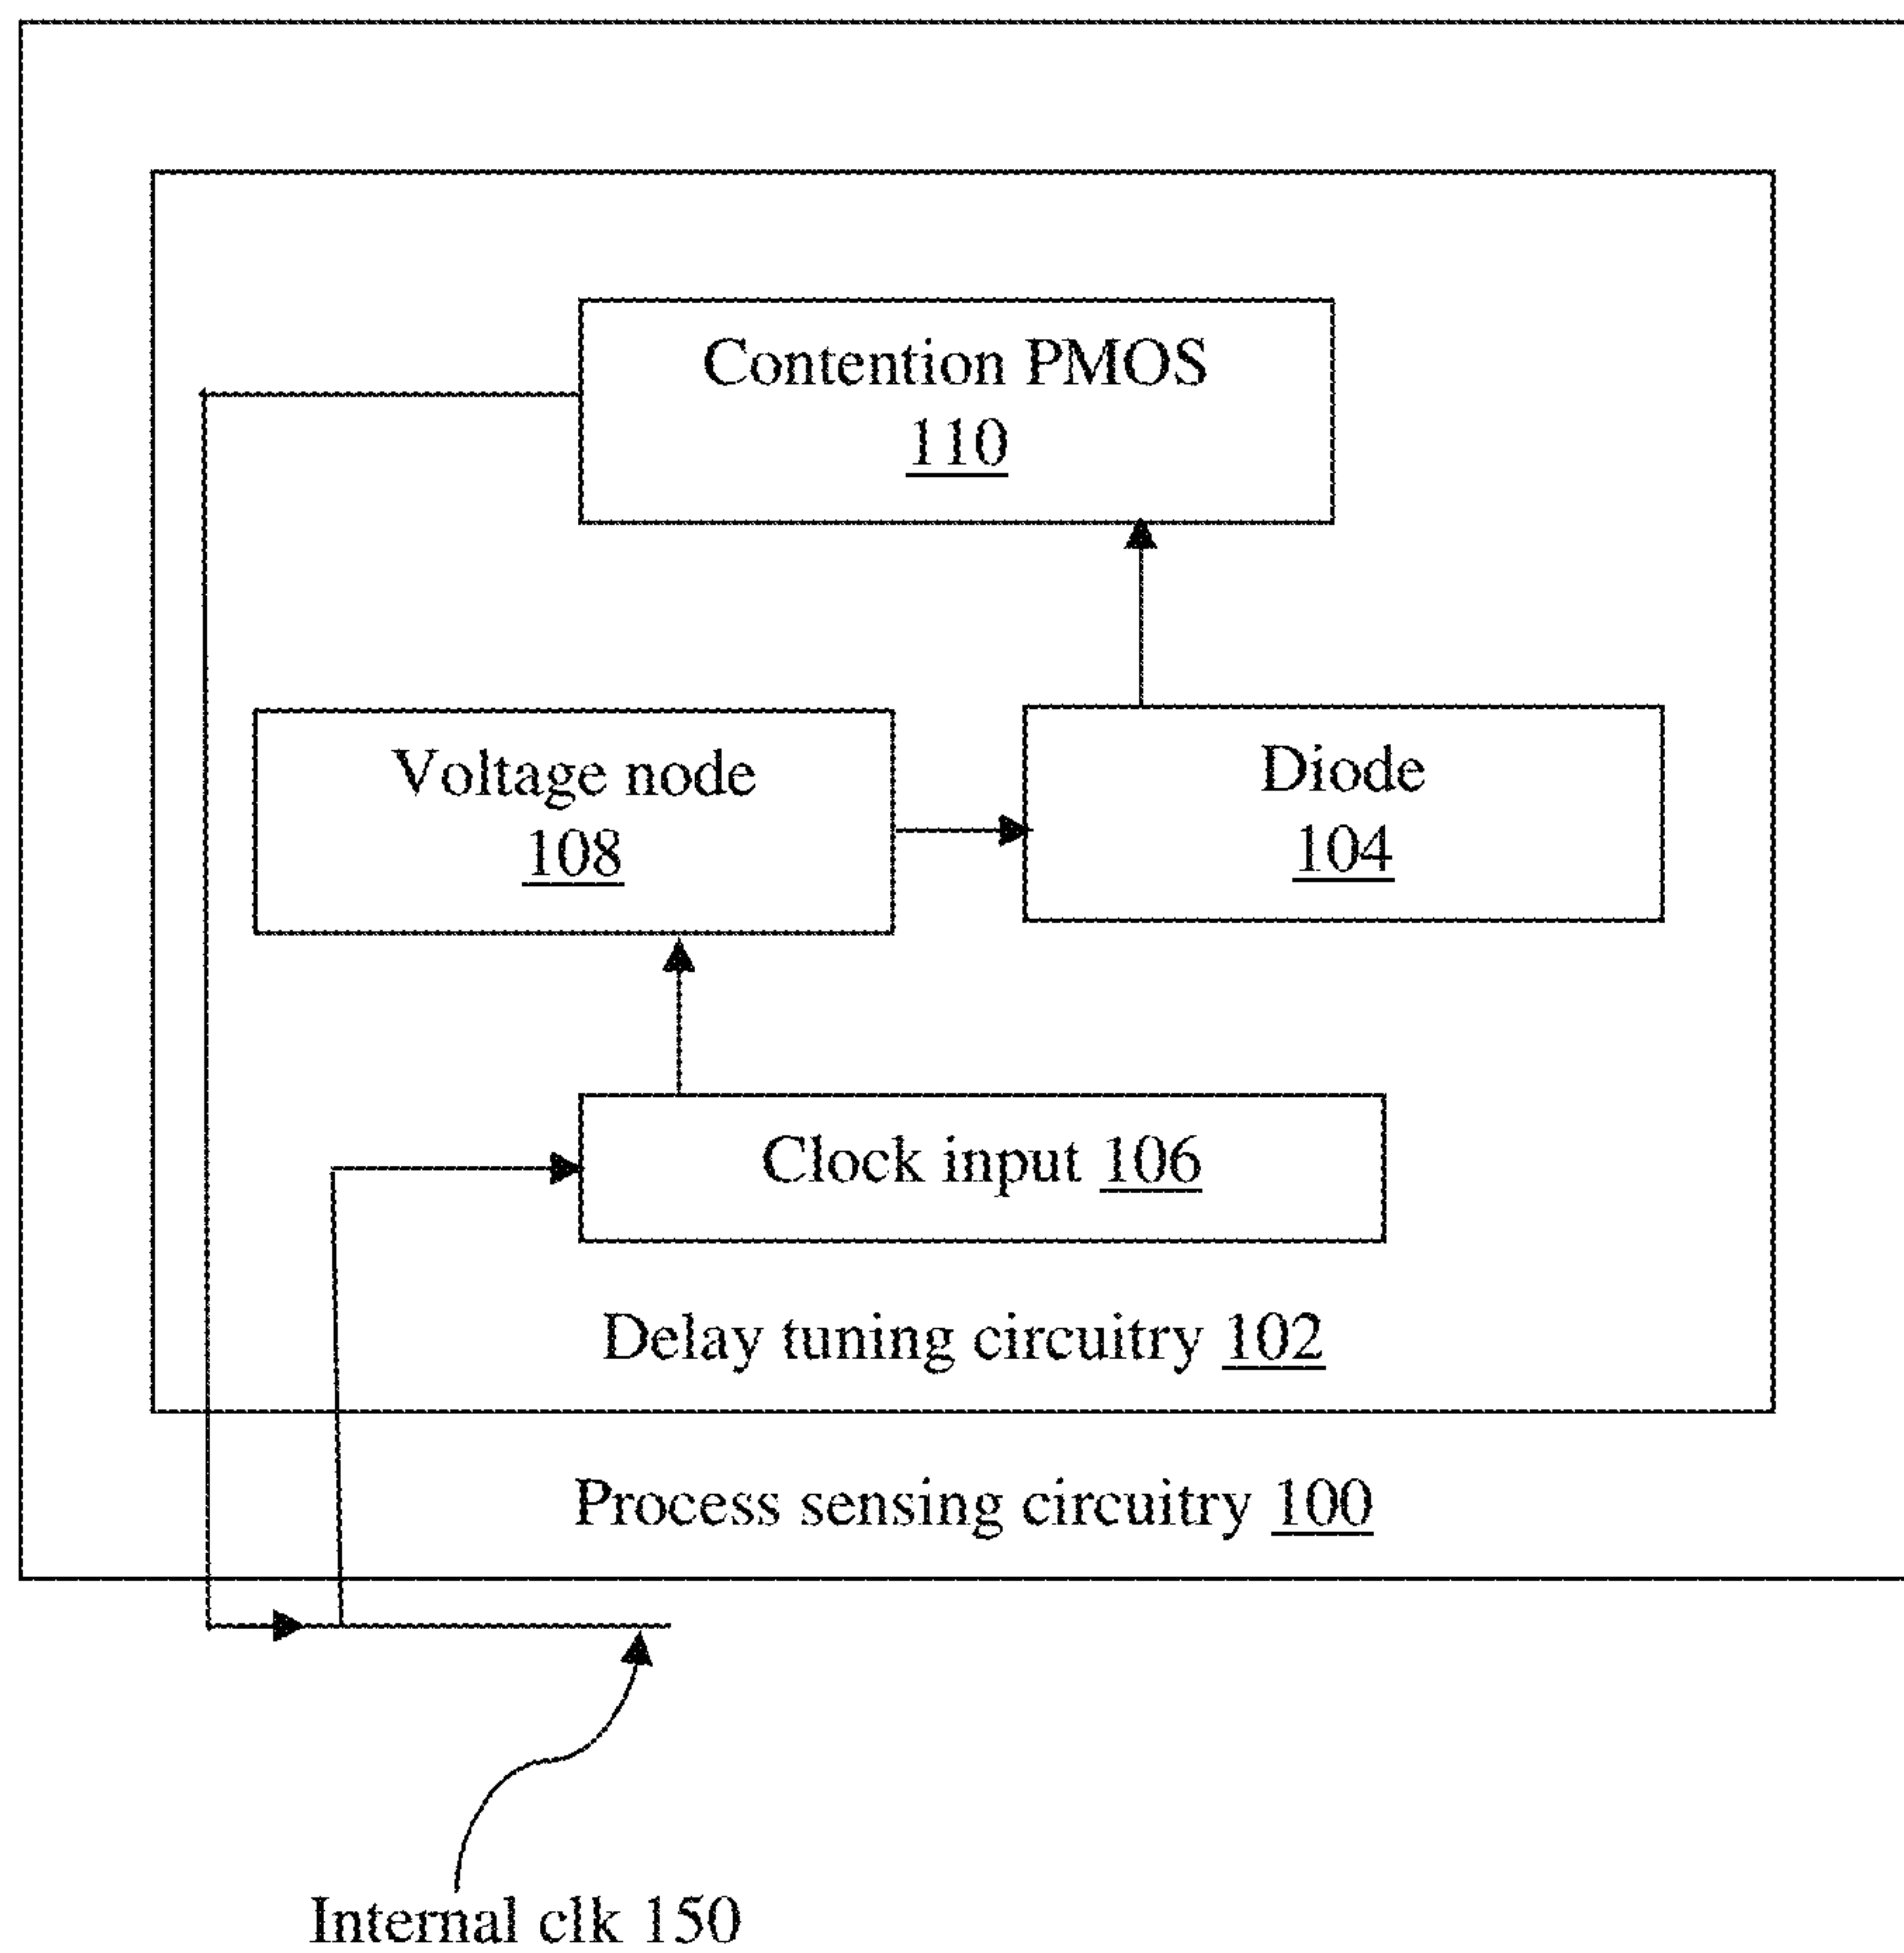 Contention PMOS
110
Voltage node
108
Diode
104
Clock input 106
Delay tuning circuitry 102
Process sensing circuitry 100
Internal clk 150